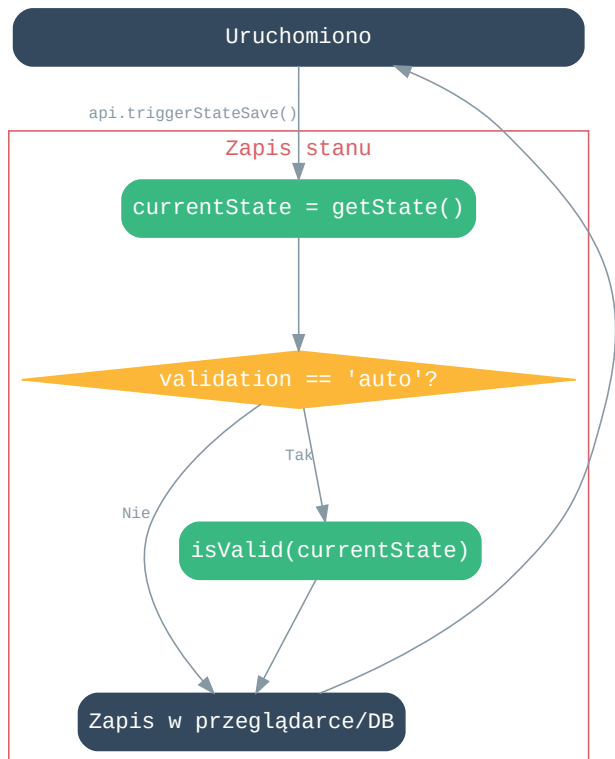 Uruchomiono
api.triggerStateSave()
Zapis stanu
currentState = getState()
validation == 'auto'?
Tak
Nie
isValid(currentState)
Zapis w przeglądarce/DB